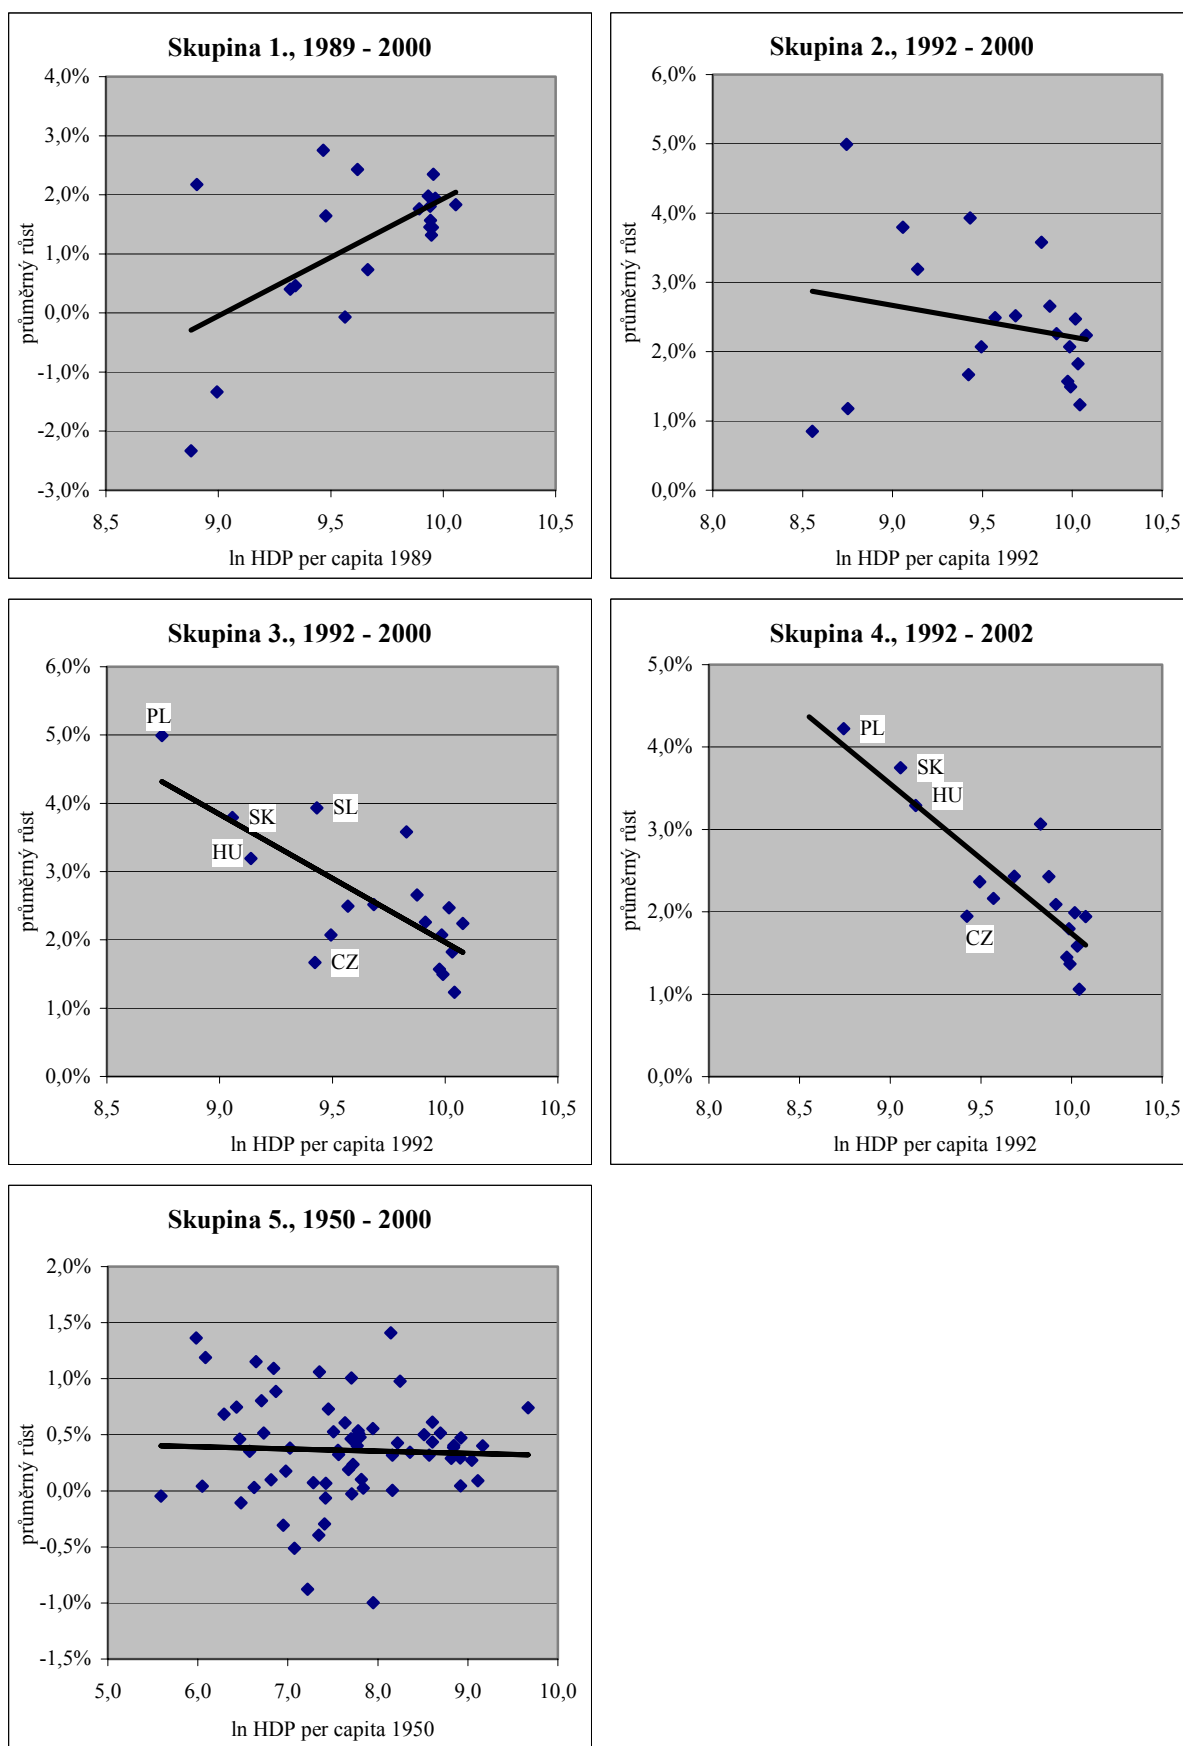 Skupina 1., 1989 - 2000
4,0%
3,0%
2,0%
1,0%
0,0%
-1,0%
-2,0%
-3,0%
8,5 9,0 9,5 10,0 10,5
ln HDP per capita 1989
průměrný růst
Skupina 2., 1992 - 2000
6,0%
5,0%
4,0%
3,0%
2,0%
1,0%
0,0%
8,0 8,5 9,0 9,5 10,0 10,5
ln HDP per capita 1992
průměrný růst
Skupina 3., 1992 - 2000
6,0%
5,0%
4,0%
3,0%
2,0%
1,0%
0,0%
PL
SL
SK
HU
CZ
8,5 9,0 9,5 10,0 10,5
ln HDP per capita 1992
průměrný růst
Skupina 4., 1992 - 2002
5,0%
4,0%
3,0%
2,0%
1,0%
0,0%
PL
SK
HU
CZ
8,0 8,5 9,0 9,5 10,0 10,5
ln HDP per capita 1992
průměrný růst
Skupina 5., 1950 - 2000
2,0%
1,5%
1,0%
0,5%
0,0%
-0,5%
-1,0%
-1,5%
5,0 6,0 7,0 8,0 9,0 10,0
ln HDP per capita 1950
průměrný růst